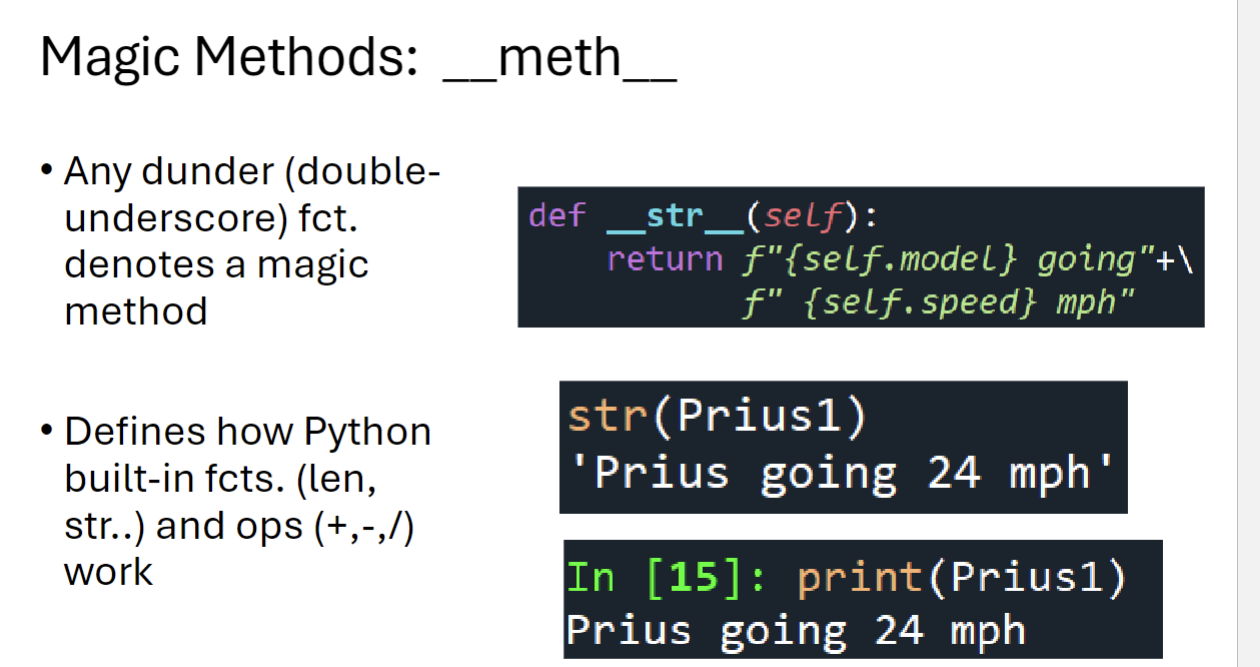 Magic Methods: __meth__
• Any dunder (double-
underscore) fct.
denotes a magic
method
def __str__(self):
return f"{self.model} going"+\
f" {self.speed} mph"
• Defines how Python
built-in fcts. (len,
str..) and ops (+,-,/)
work
str(Prius1)
'Prius going 24 mph'
In [15]: print(Prius1)
Prius going 24 mph